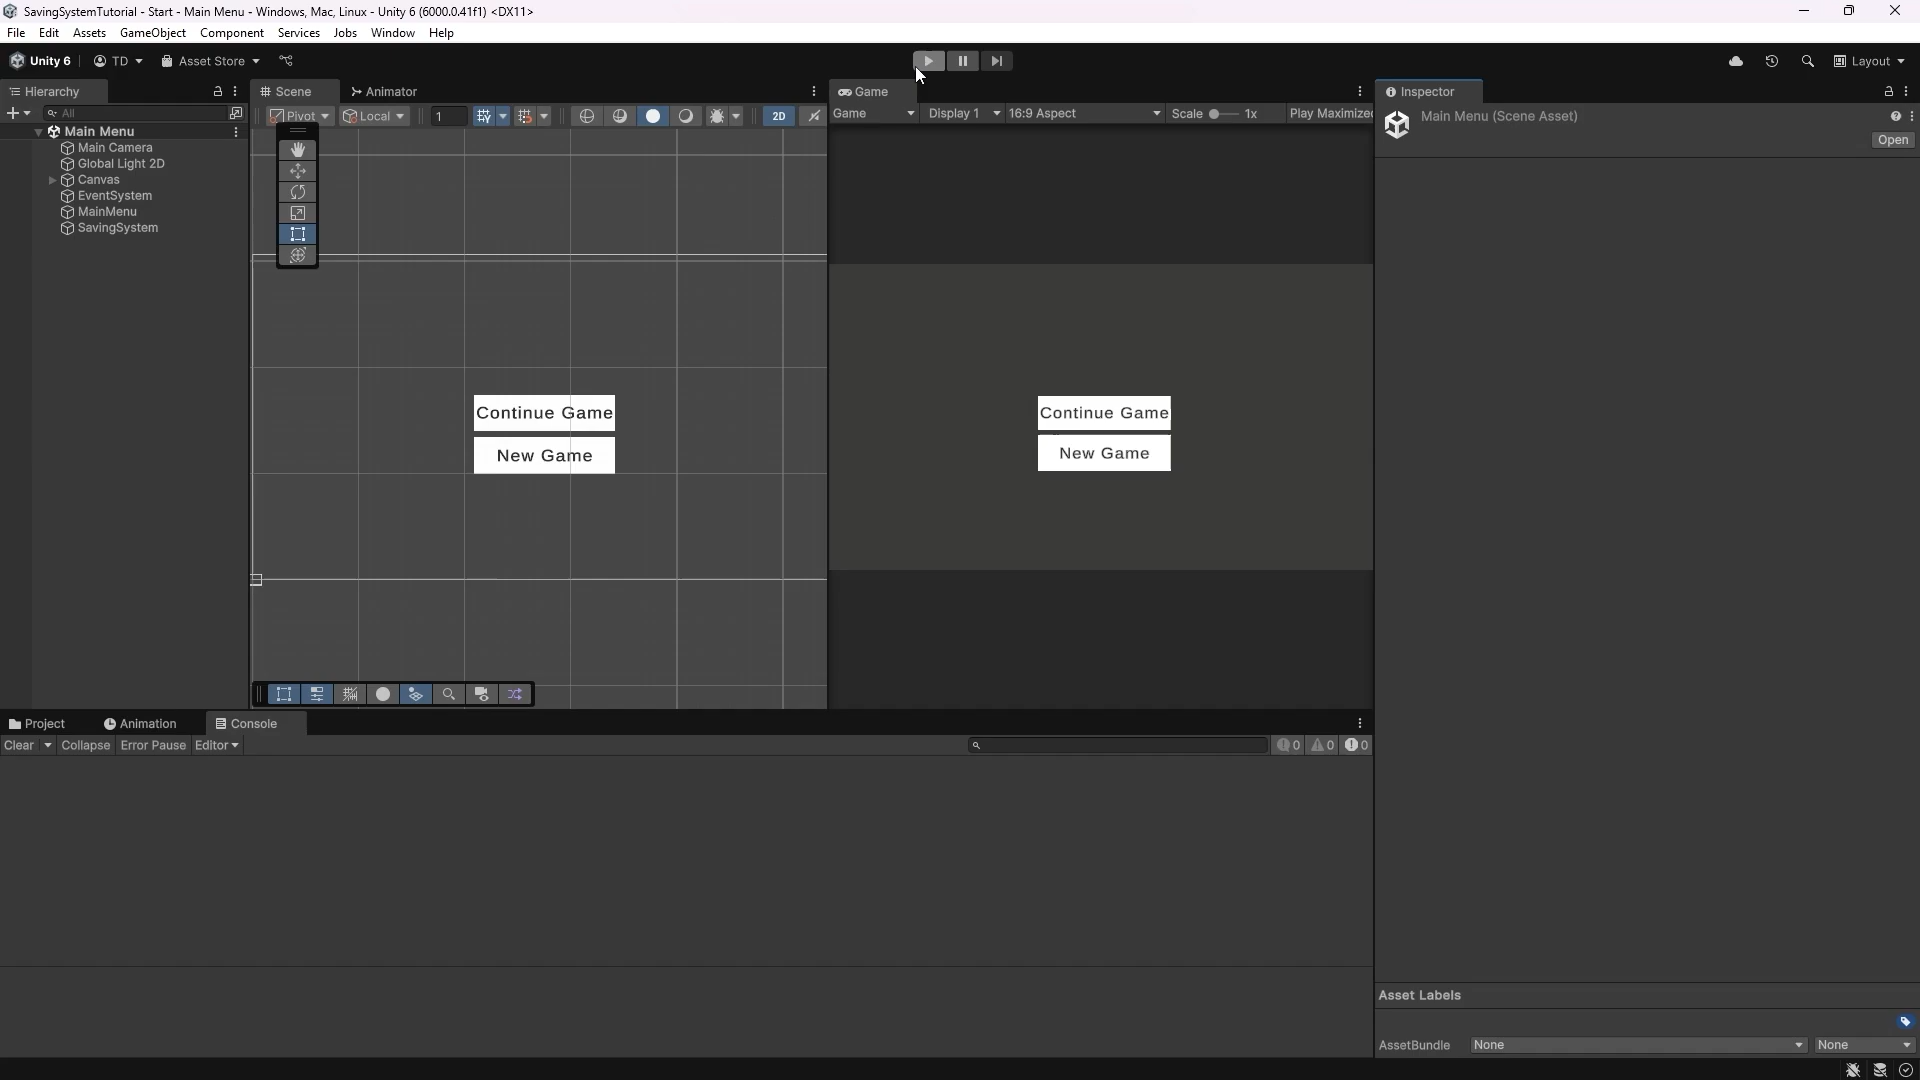 SavingSystemTutorial - Start - Main Menu - Windows, Mac, Linux - Unity 6 (6000.0.41f1) <DX11>
File Edit Assets GameObject Component Services Jobs Window Help
Unity 6 TD Asset Store Layout
Hierarchy
All
Main Menu
Main Camera
Global Light 2D
Canvas
EventSystem
MainMenu
SavingSystem
Scene Animator
Pivot Local 1 2D
Continue Game
New Game
Game
Game Display 1 16:9 Aspect Scale 1x Play Maximized
Continue Game
New Game
Inspector
Main Menu (Scene Asset)
Open
Project Animation Console
Clear Collapse Error Pause Editor 0 0 0
Asset Labels
AssetBundle None None